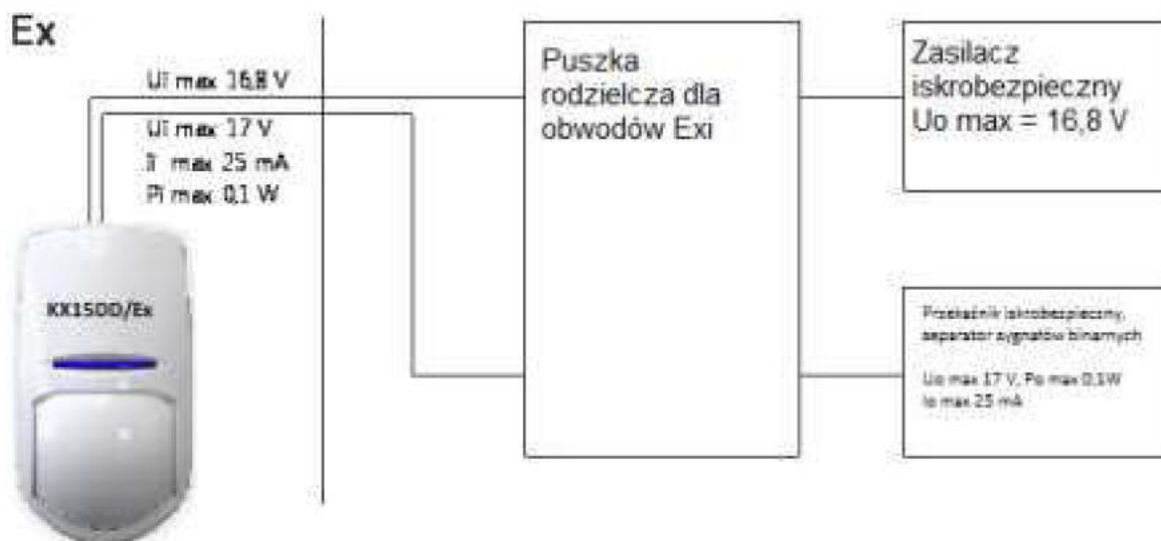 Ex
Ui max 16,8 V
Ui max 17 V
Ii max 25 mA
Pi max 0,1 W
KX15DD/Ex
Puszka
rodzielcza dla
obwodów Exi
Zasilacz
iskrobezpieczny
Uo max = 16,8 V
Przekaźnik iskrobezpieczny,
separator sygnałów binarnych
Uo max 17 V, Po max 0,1W
Io max 25 mA